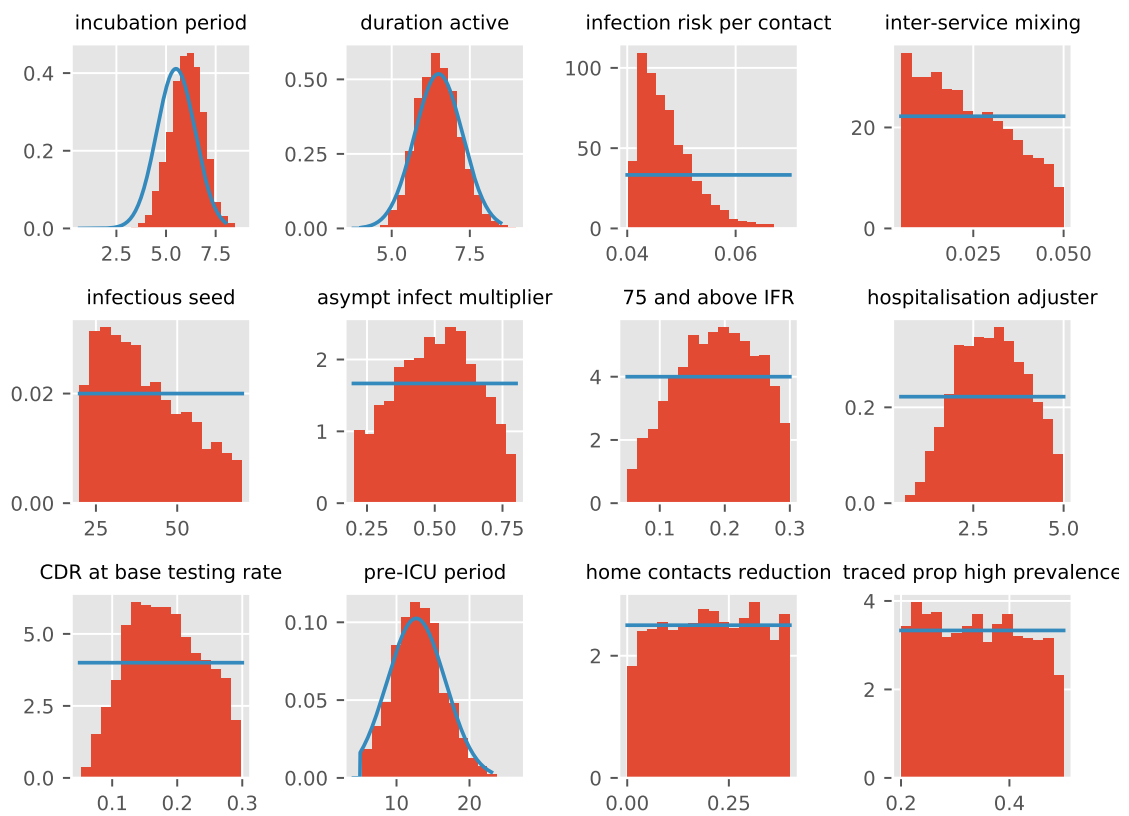 incubation period
duration active
infection risk per contact
inter-service mixing
0.4
0.2
0.0
2.5 5.0 7.5
0.50
0.25
0.00
5.0 7.5
100
50
0
0.04 0.06
20
0
0.025 0.050
infectious seed
asympt infect multiplier
75 and above IFR
hospitalisation adjuster
0.02
0.00
25 50
2
1
0
0.25 0.50 0.75
4
2
0
0.1 0.2 0.3
0.2
0.0
2.5 5.0
CDR at base testing rate
pre-ICU period
home contacts reduction
traced prop high prevalence
5.0
2.5
0.0
0.1 0.2 0.3
0.10
0.05
0.00
10 20
2
0
0.00 0.25
4
2
0
0.2 0.4